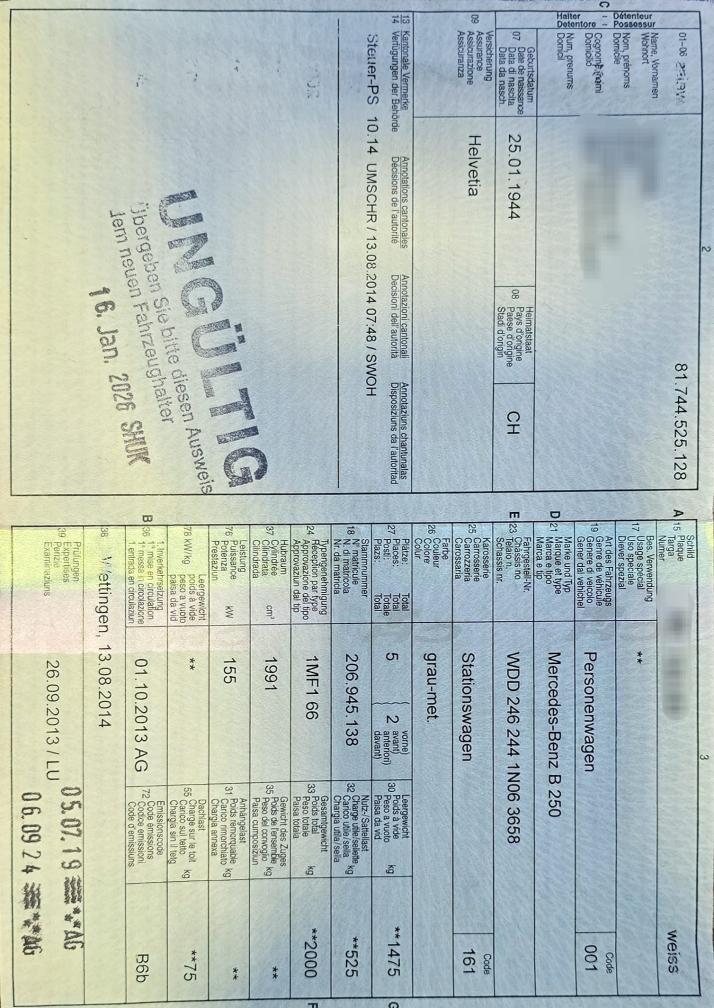 C
Halter - Détenteur
Detentore - Possessur
01-06
Name, Vornamen
Wohnort
Nom, prénoms
Domicile
Cognome, nomi
Domicilio
Num, prenums
Domicil
81.744.525.128
2
07
Geburtsdatum
Date de naissance
Data di nascita
Data da nasch.
25.01.1944
08
Heimatstaat
Pays d'origine
Paese d'origine
Stadi d'origin
CH
09
Versicherung
Assurance
Assicurazione
Assicuranza
Helvetia
13 Kantonale Vermerke
14 Verfügungen der Behörde
Annotations cantonales
Décisions de l'autorité
Annotazioni cantonali
Decisioni dell'autorità
Annotaziuns chantunalas
Disposiziuns da l'autoritad
Steuer-PS 10.14 UMSCHR / 13.08.2014 07:48 / SWOH
UNGÜLTIG
Übergeben Sie bitte diesen Ausweis
dem neuen Fahrzeughalter
16. Jan. 2026 SHUK
3
A
15
Schild
Plaque
Targa
Numer
weiss
17
Bes. Verwendung
Usage spécial
Uso speciale
Diever spezial
**
19
Art des Fahrzeugs
Genre de véhicule
Genere di veicolo
Gener dal vehichel
Personenwagen
Code
001
D
21
Marke und Typ
Marque et type
Marca e tipo
Marca e tip
Mercedes-Benz B 250
E
23
Fahrgestell-Nr.
Châssis no
Telaio n.
Schassis nr.
WDD 246 244 1N06 3658
25
Karosserie
Carrosserie
Carrozzeria
Carossaria
Stationswagen
Code
161
26
Farbe
Couleur
Colore
Colur
grau-met.
27
Plätze: Total
Places: Total
Posti: Totale
Plazs: Total
5
vorne)
avant)
anteriori)
davant)
2
30
Leergewicht
Poids à vide
Peso a vuoto
Paisa da vid
kg
**1475
G
18
Stammnummer
N° matricule
N. di matricola
Nr. da matricla
206.945.138
32
Nutz-/Sattellast
Charge utile/sellette
Carico utile/sella
Chargia utila/sella
kg
**525
24
Typengenehmigung
Réception par type
Approvazione del tipo
Approvaziun dal tip
1MF1 66
33
Gesamtgewicht
Poids total
Peso totale
Paisa totala
kg
**2000
F
37
Hubraum
Cylindrée
Cilindrata
Cilindrada
cm³
1991
35
Gewicht des Zuges
Poids de l'ensemble
Peso del convoglio
Paisa cumposiziun
kg
**
76
Leistung
Puissance
Potenza
Prestaziun
kW
155
31
Anhängelast
Poids remorquable
Carico rimorchiato
Chargia annexa
kg
**
78 kW/kg
Leergewicht
poids à vide
peso a vuoto
paisa da vid
**
55
Dachlast
Charge sur le toit
Carico sul tetto
Chargia sin il tetg
kg
**75
B
36
1. Inverkehrsetzung
1re mise en circulation
1a messa in circolazione
1. entrada en circulaziun
01.10.2013 AG
72
Emissionscode
Code émissions
Codice emissioni
Code d'emissiuns
B6b
38
Wettingen, 13.08.2014
39
Prüfungen
Expertises
Perizie
Examinaziuns
26.09.2013 / LU
05.07.19 **AG
06.09.24 **AG